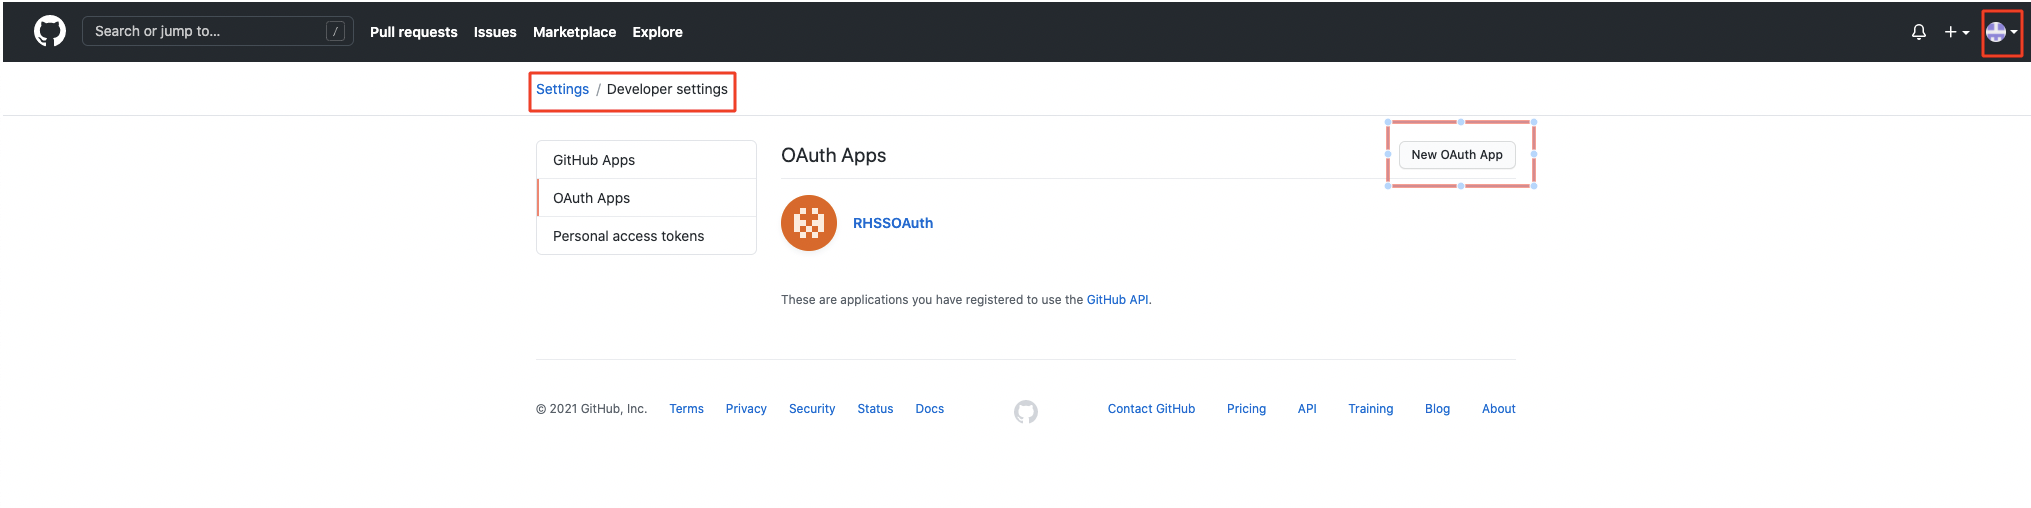 Search or jump to... / Pull requests Issues Marketplace Explore
Settings / Developer settings
GitHub Apps
OAuth Apps
Personal access tokens
OAuth Apps New OAuth App
RHSSOAuth
These are applications you have registered to use the GitHub API.
© 2021 GitHub, Inc. Terms Privacy Security Status Docs Contact GitHub Pricing API Training Blog About